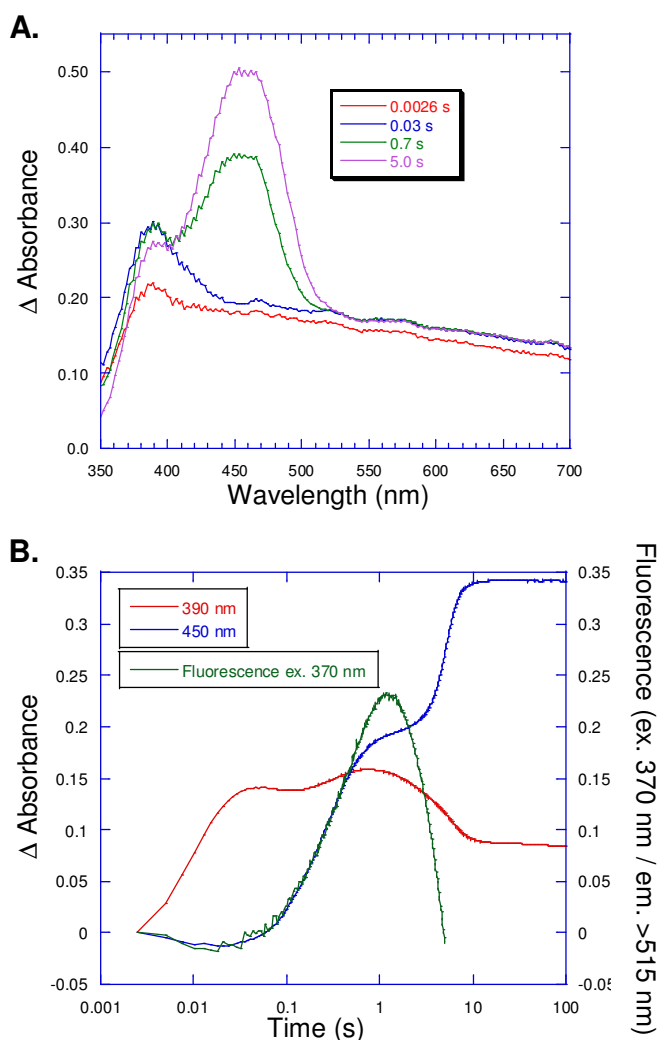 A.
0.0
0.10
0.20
0.30
0.40
0.50
Δ Absorbance
0.0026 s
0.03 s
0.7 s
5.0 s
350 400 450 500 550 600 650 700
Wavelength (nm)
B.
-0.05
0
0.05
0.1
0.15
0.2
0.25
0.3
0.35
Δ Absorbance
390 nm
450 nm
Fluorescence ex. 370 nm
-0.05
0
0.05
0.1
0.15
0.2
0.25
0.3
0.35
Fluorescence (ex. 370 nm / em. >515 nm)
0.001 0.01 0.1 1 10 100
Time (s)